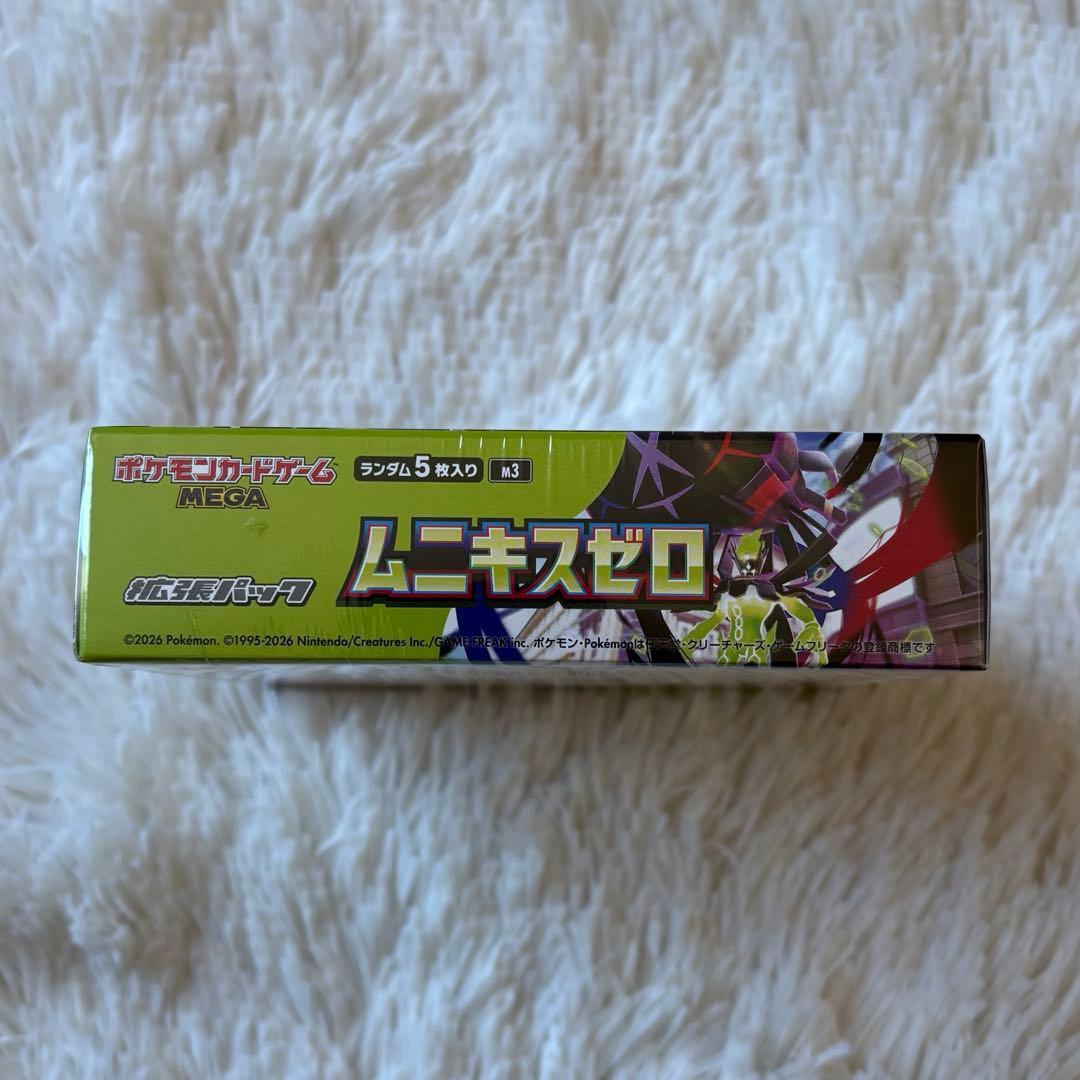 ポケモンカードゲーム
MEGA
ランダム5枚入り M3
ムニキスゼロ
拡張パック
©2026 Pokémon. ©1995-2026 Nintendo/Creatures Inc./GAME FREAK inc. ポケモン・Pokémonは任天堂・クリーチャーズ・ゲームフリークの登録商標です。